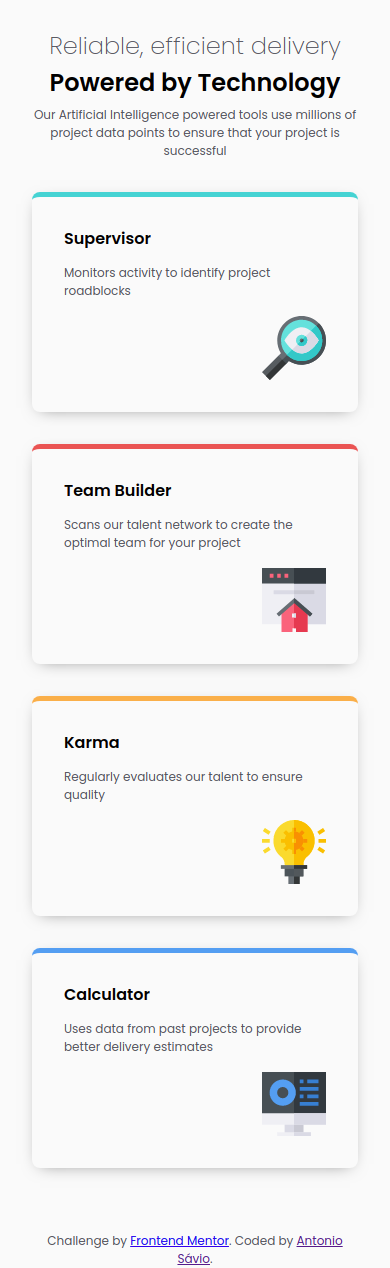 Reliable, efficient delivery
Powered by Technology
Our Artificial Intelligence powered tools use millions of
project data points to ensure that your project is
successful
Supervisor
Monitors activity to identify project
roadblocks
Team Builder
Scans our talent network to create the
optimal team for your project
Karma
Regularly evaluates our talent to ensure
quality
Calculator
Uses data from past projects to provide
better delivery estimates
Challenge by Frontend Mentor. Coded by Antonio
Sávio.